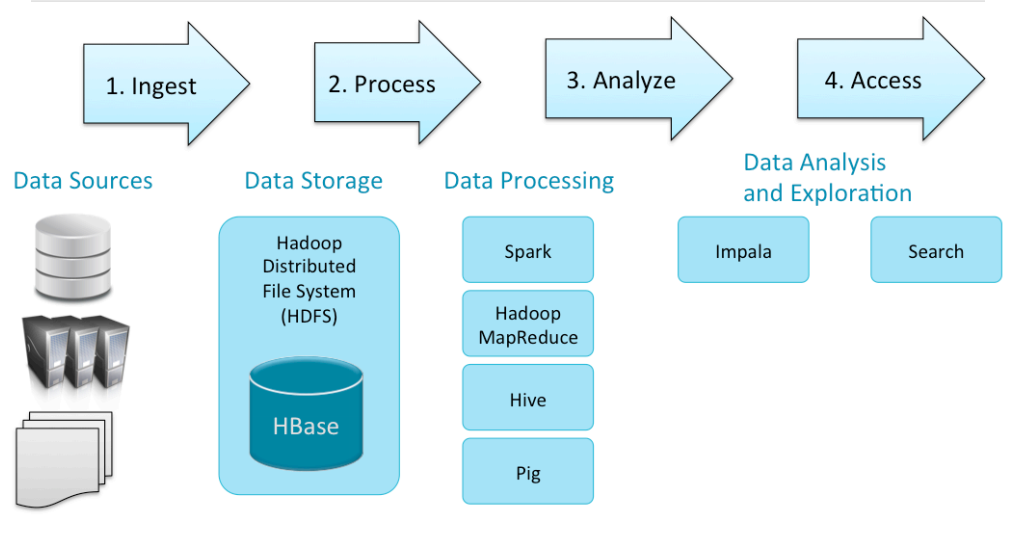 1. Ingest
2. Process
3. Analyze
4. Access
Data Sources
Data Storage
Data Processing
Data Analysis
and Exploration
Hadoop
Distributed
File System
(HDFS)
HBase
Spark
Hadoop
MapReduce
Hive
Pig
Impala
Search